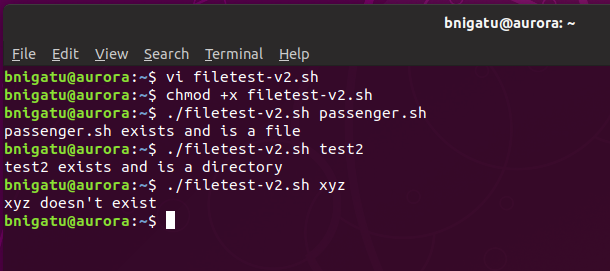 bnigatu@aurora: ~
File Edit View Search Terminal Help
bnigatu@aurora:~$ vi filetest-v2.sh
bnigatu@aurora:~$ chmod +x filetest-v2.sh
bnigatu@aurora:~$ ./filetest-v2.sh passenger.sh
passenger.sh exists and is a file
bnigatu@aurora:~$ ./filetest-v2.sh test2
test2 exists and is a directory
bnigatu@aurora:~$ ./filetest-v2.sh xyz
xyz doesn't exist
bnigatu@aurora:~$